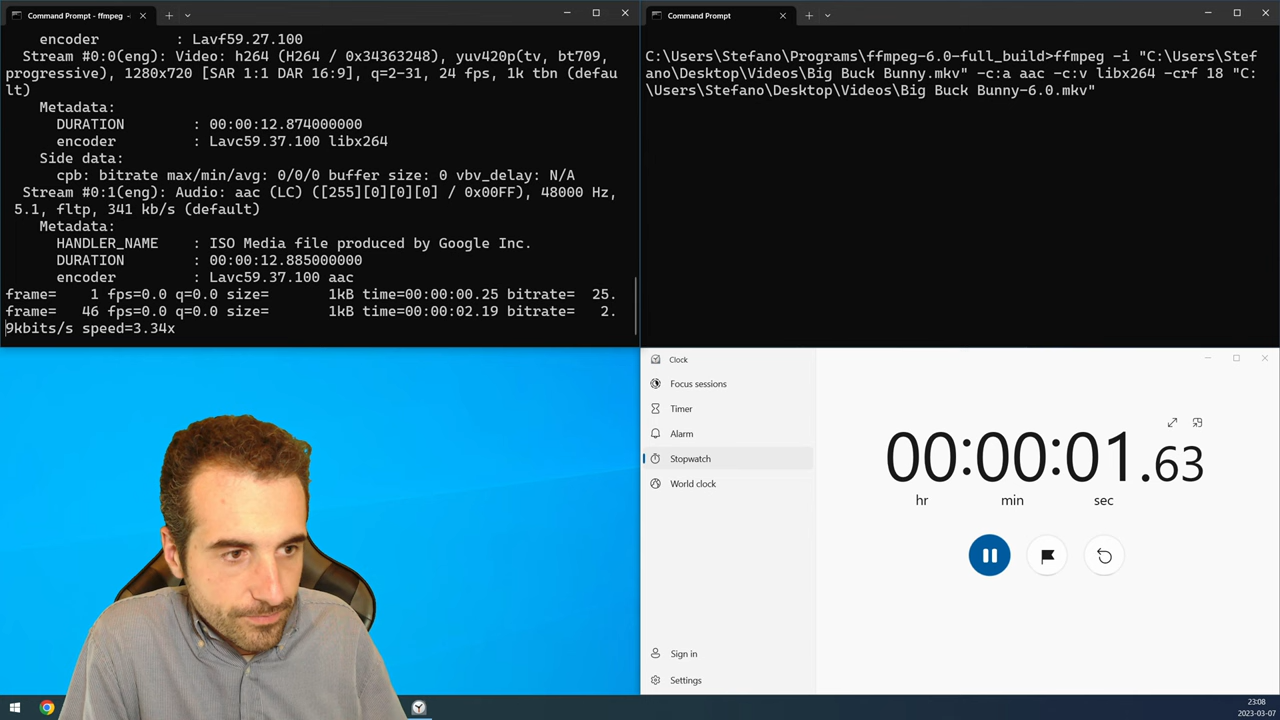 Command Prompt - ffmpeg -
encoder : Lavf59.27.100
Stream #0:0(eng): Video: h264 (H264 / 0x34363248), yuv420p(tv, bt709,
progressive), 1280x720 [SAR 1:1 DAR 16:9], q=2-31, 24 fps, 1k tbn (defau
lt)
Metadata:
DURATION : 00:00:12.874000000
encoder : Lavc59.37.100 libx264
Side data:
cpb: bitrate max/min/avg: 0/0/0 buffer size: 0 vbv_delay: N/A
Stream #0:1(eng): Audio: aac (LC) ([255][0][0][0] / 0x00FF), 48000 Hz,
5.1, fltp, 341 kb/s (default)
Metadata:
HANDLER_NAME : ISO Media file produced by Google Inc.
DURATION : 00:00:12.885000000
encoder : Lavc59.37.100 aac
frame= 1 fps=0.0 q=0.0 size= 1kB time=00:00:00.25 bitrate= 25.
frame= 46 fps=0.0 q=0.0 size= 1kB time=00:00:02.19 bitrate= 2.
9kbits/s speed=3.34x
Command Prompt
C:\Users\Stefano\Programs\ffmpeg-6.0-full_build>ffmpeg -i "C:\Users\Stef
ano\Desktop\Videos\Big Buck Bunny.mkv" -c:a aac -c:v libx264 -crf 18 "C:
\Users\Stefano\Desktop\Videos\Big Buck Bunny-6.0.mkv"
Clock
Focus sessions
Timer
Alarm
Stopwatch
World clock
Sign in
Settings
00:00:01.63
hr min sec
23:08
2023-03-07